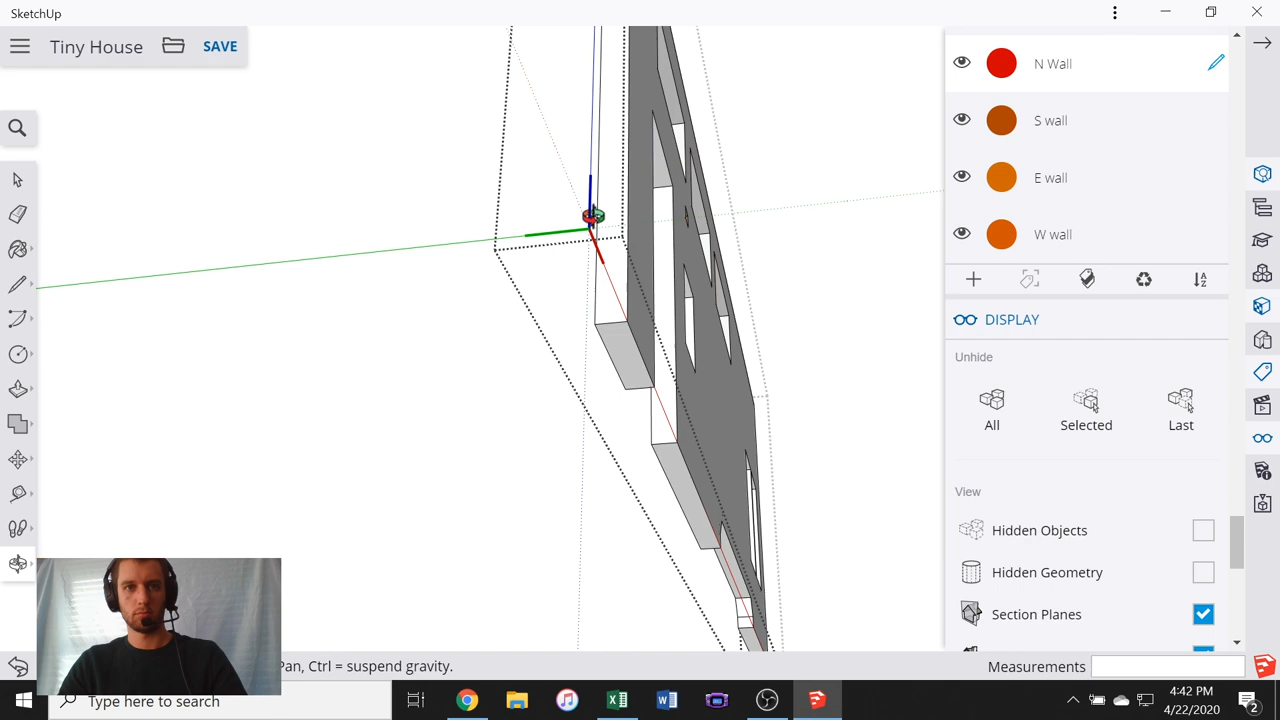 SketchUp
Tiny House SAVE
N Wall
S wall
E wall
W wall
DISPLAY
Unhide
All Selected Last
View
Hidden Objects
Hidden Geometry
Section Planes
Pan, Ctrl = suspend gravity.
Measurements
Type here to search
4:42 PM
4/22/2020
2